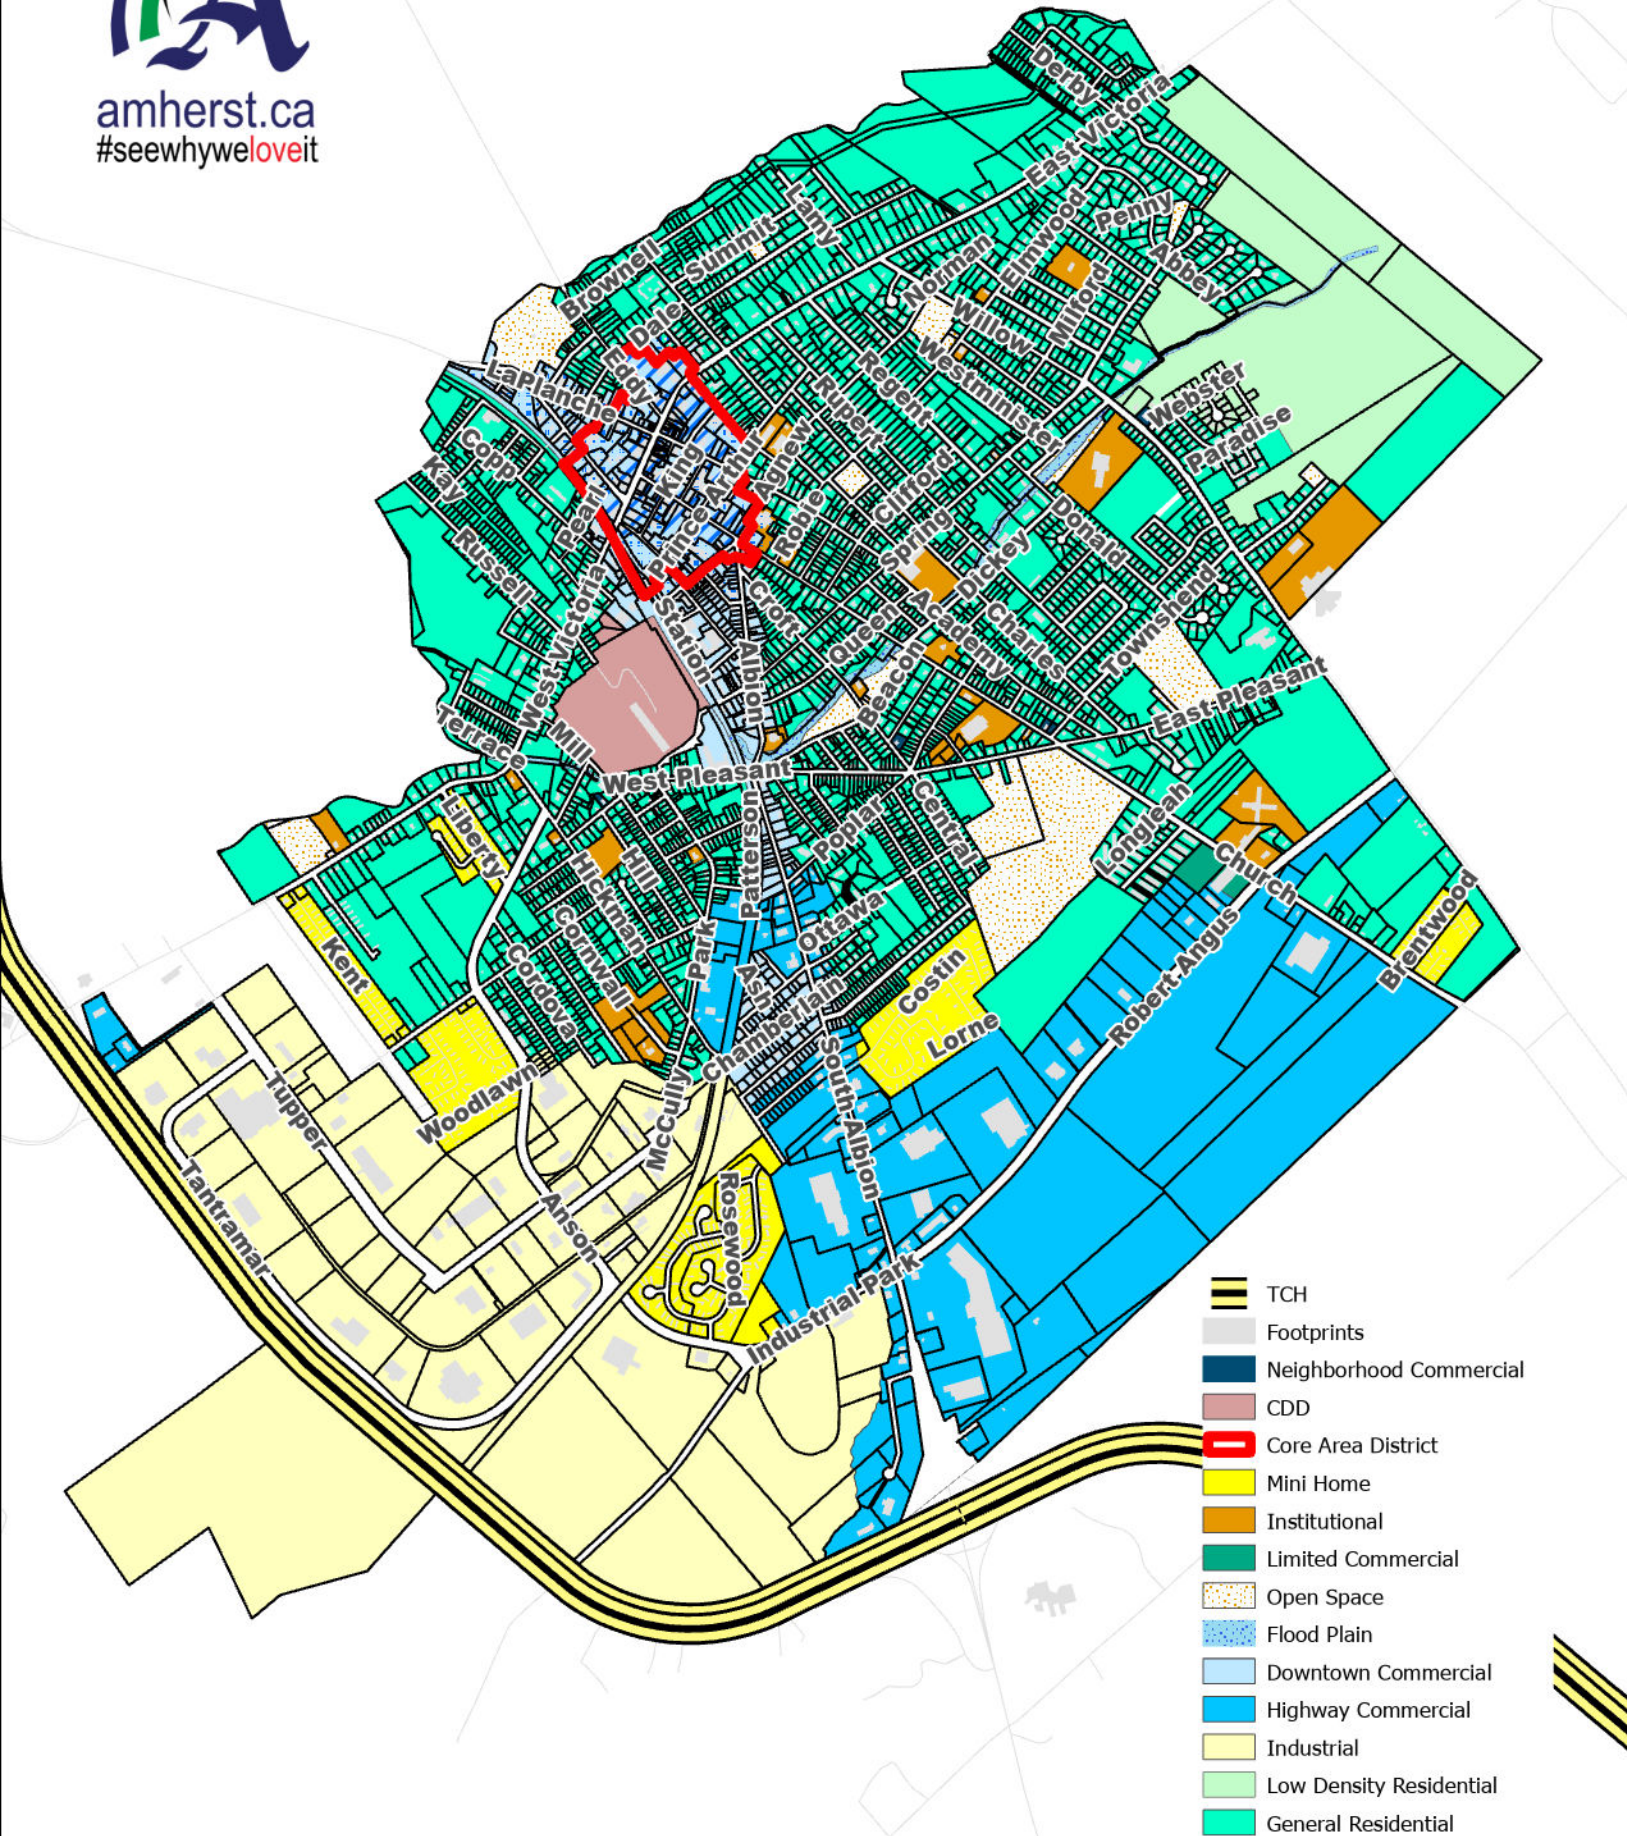 amherst.ca
#seewhyweloveit
Derby
East-Victoria
Lamy
Penny
Elmwood
Summit
Norman
Abbey
Brownell
Milford
Dale
Willow
Eddy
Westminister
LaPlanche
Regent
Webster
Rupert
Paradise
Copp
King
Arthur
Agnew
Clifford
Kay
Pearl
Robie
Prince
Spring
Donald
Russell
Dickey
Station
Croft
Academy
Charles
Townshend
West-Victoria
Queen
Albion
Beacon
East-Pleasant
Terrace
Mill
West-Pleasant
Liberty
Patterson
Poplar
Central
Longjeah
Hickman
Hill
Church
Kent
Cornwall
Park
Ottawa
Brentwood
Cordova
Ash
Costin
Robert-Angus
Chamberlain
Lorne
Tupper
Woodlawn
McCully
South-Albion
Tantramar
Anson
Rosewood
Industrial-Park
TCH
Footprints
Neighborhood Commercial
CDD
Core Area District
Mini Home
Institutional
Limited Commercial
Open Space
Flood Plain
Downtown Commercial
Highway Commercial
Industrial
Low Density Residential
General Residential